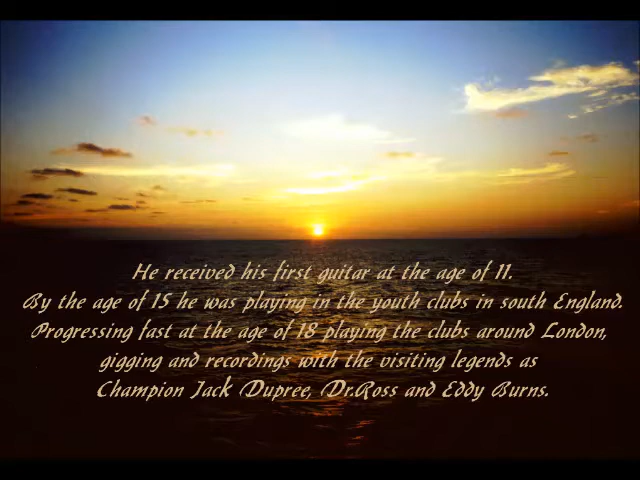 He received his first guitar at the age of 11.
By the age of 15 he was playing in the youth clubs in south England.
Progressing fast at the age of 18 playing the clubs around London,
gigging and recordings with the visiting legends as
Champion Jack Dupree, Dr.Ross and Eddy Burns.